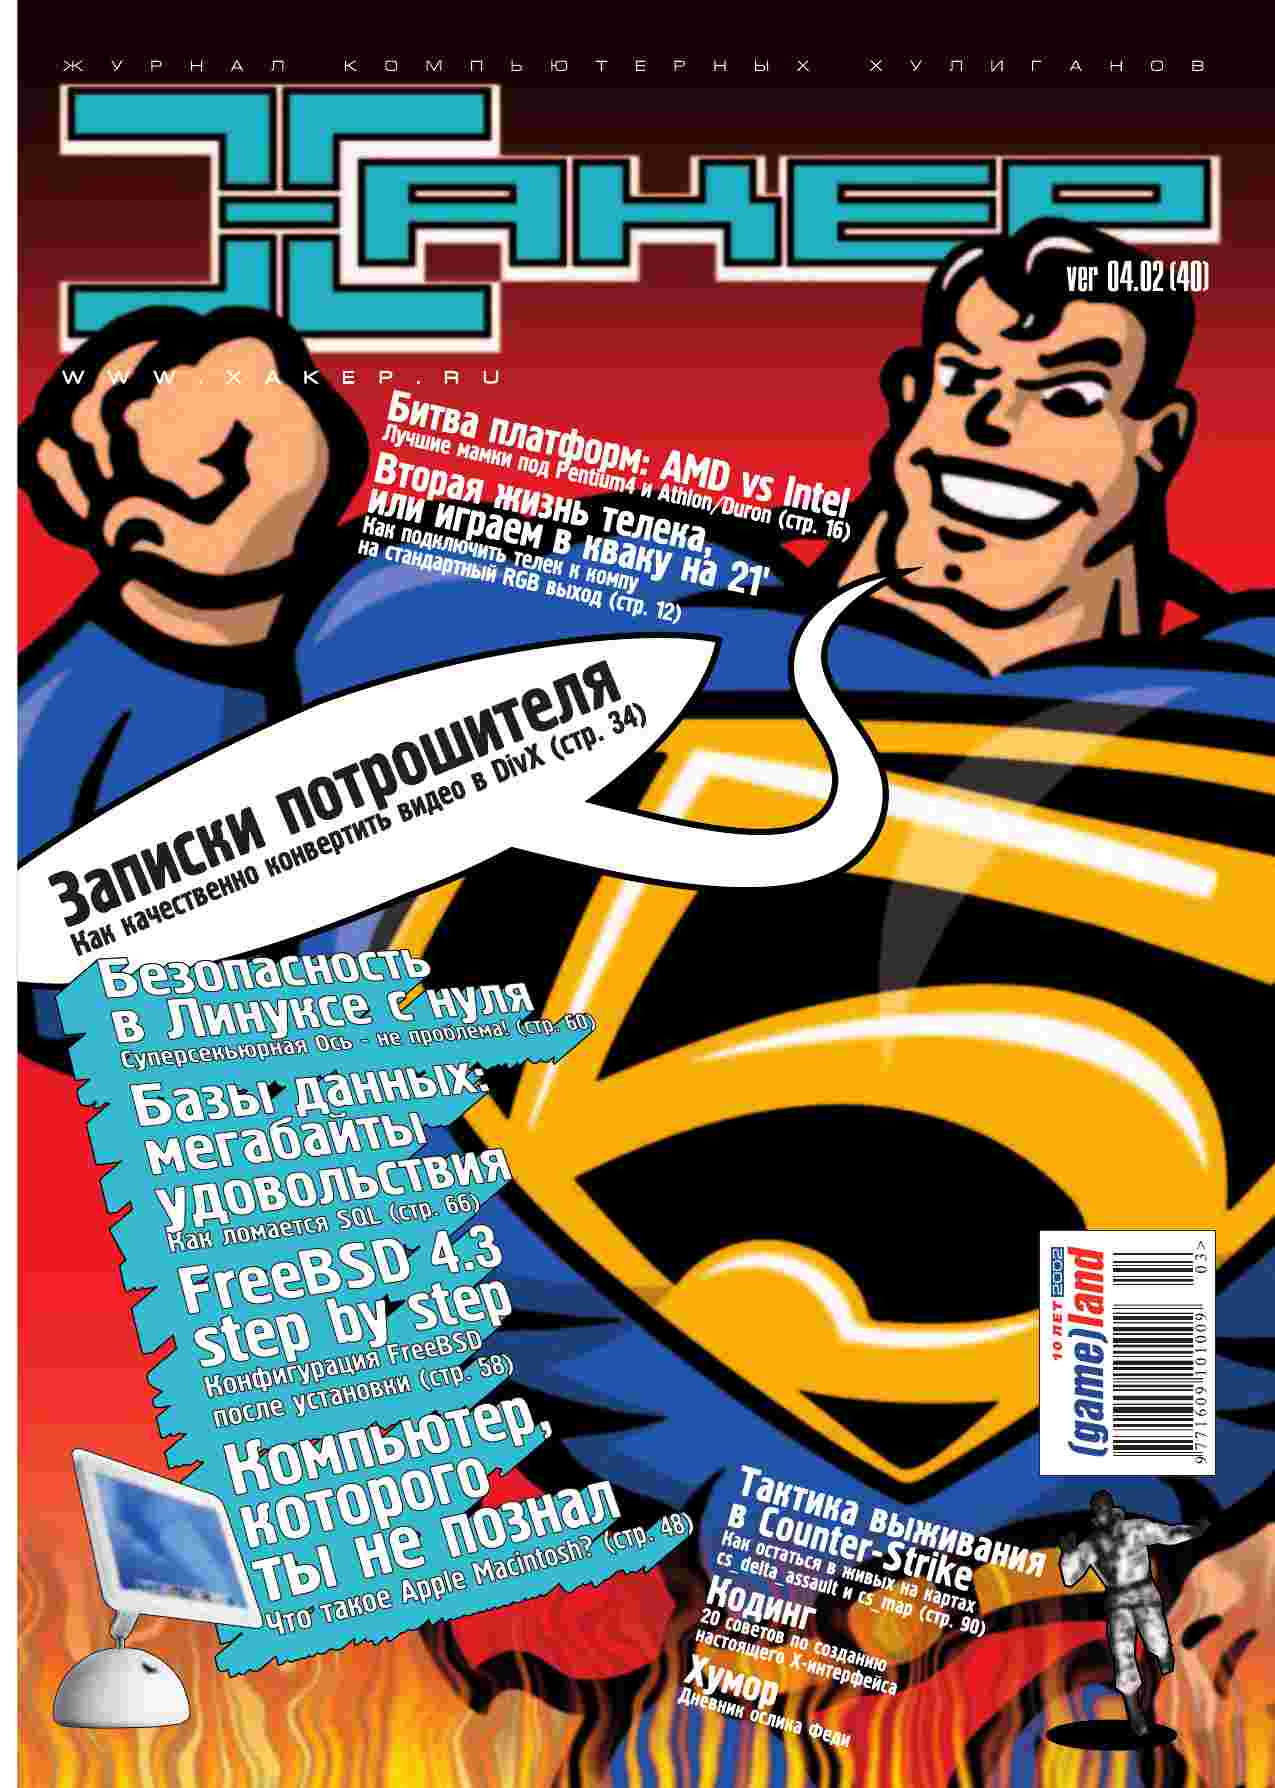 ЖУРНАЛ КОМПЬЮТЕРНЫХ ХУЛИГАНОВ
ХАКЕР
ver 04.02 (40)
WWW.XAKEP.RU
Битва платформ: AMD vs Intel
Лучшие мамки под Pentium4 и Athlon/Duron (стр. 16)
Вторая жизнь телека,
или играем в кваку на 21'
Как подключить телек к компу
на стандартный RGB выход (стр. 12)
Записки потрошителя
Как качественно конвертить видео в DivX (стр. 34)
Безопасность
в Линуксе с нуля
Суперсекьюрная Ось - не проблема! (стр. 60)
Базы данных:
мегабайты
удовольствия
Как ломается SQL (стр. 66)
FreeBSD 4.3
step by step
Конфигурация FreeBSD
после установки (стр. 58)
Компьютер,
которого
ты не познал
Что такое Apple Macintosh? (стр. 48)
Тактика выживания
в Counter-Strike
Как остаться в живых на картах
cs_delta_assault и cs_map (стр. 90)
Кодинг
20 советов по созданию
настоящего X-интерфейса
Хумор
Дневник ослика Феди
10 ЛЕТ 2002
(game)land
9 771609 101009
03>